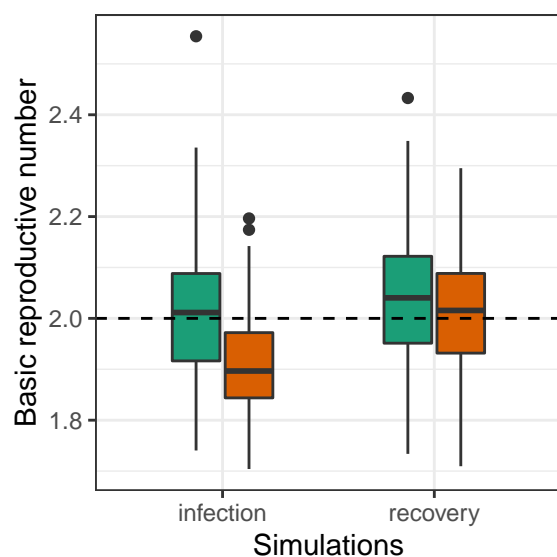 Basic reproductive number
2.4
2.2
2.0
1.8
infection recovery
Simulations